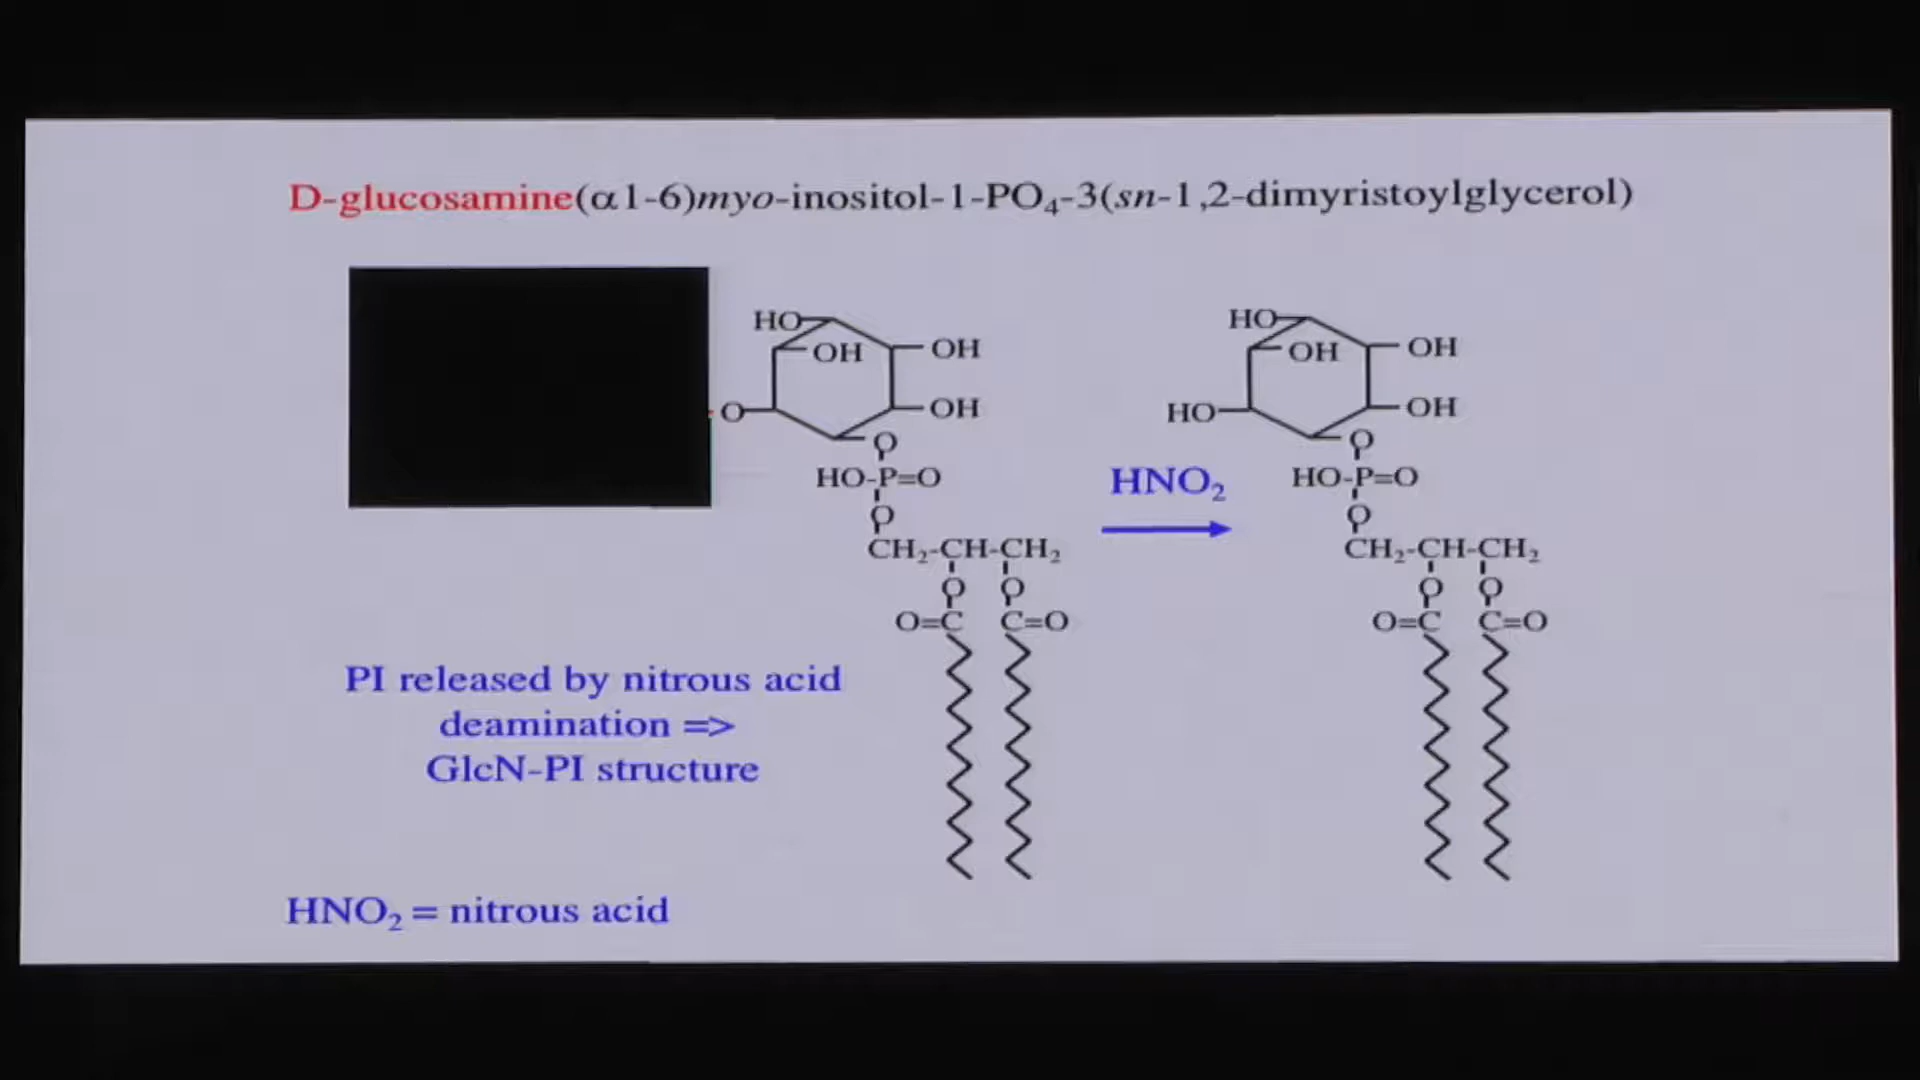 D-glucosamine(α1-6)myo-inositol-1-PO₄-3(sn-1,2-dimyristoylglycerol)
HO
OH
OH
O
OH
O
HO-P=O
O
CH₂-CH-CH₂
O O
O=C C=O
HNO₂
HO
OH
OH
HO
OH
O
HO-P=O
O
CH₂-CH-CH₂
O O
O=C C=O
PI released by nitrous acid
deamination =>
GlcN-PI structure
HNO₂ = nitrous acid